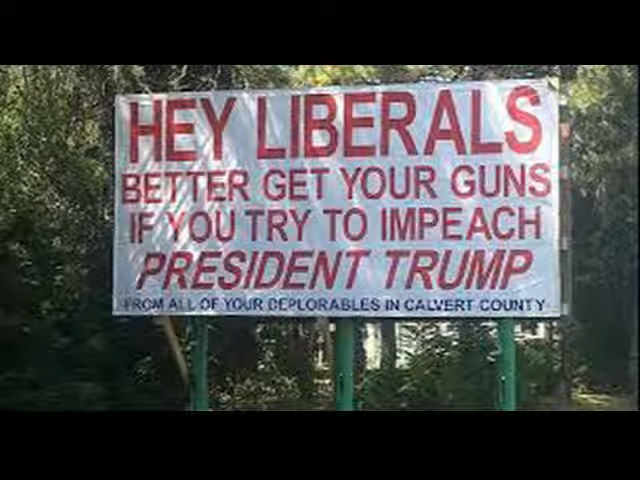 HEY LIBERALS
BETTER GET YOUR GUNS
IF YOU TRY TO IMPEACH
PRESIDENT TRUMP
FROM ALL OF YOUR DEPLORABLES IN CALVERT COUNTY